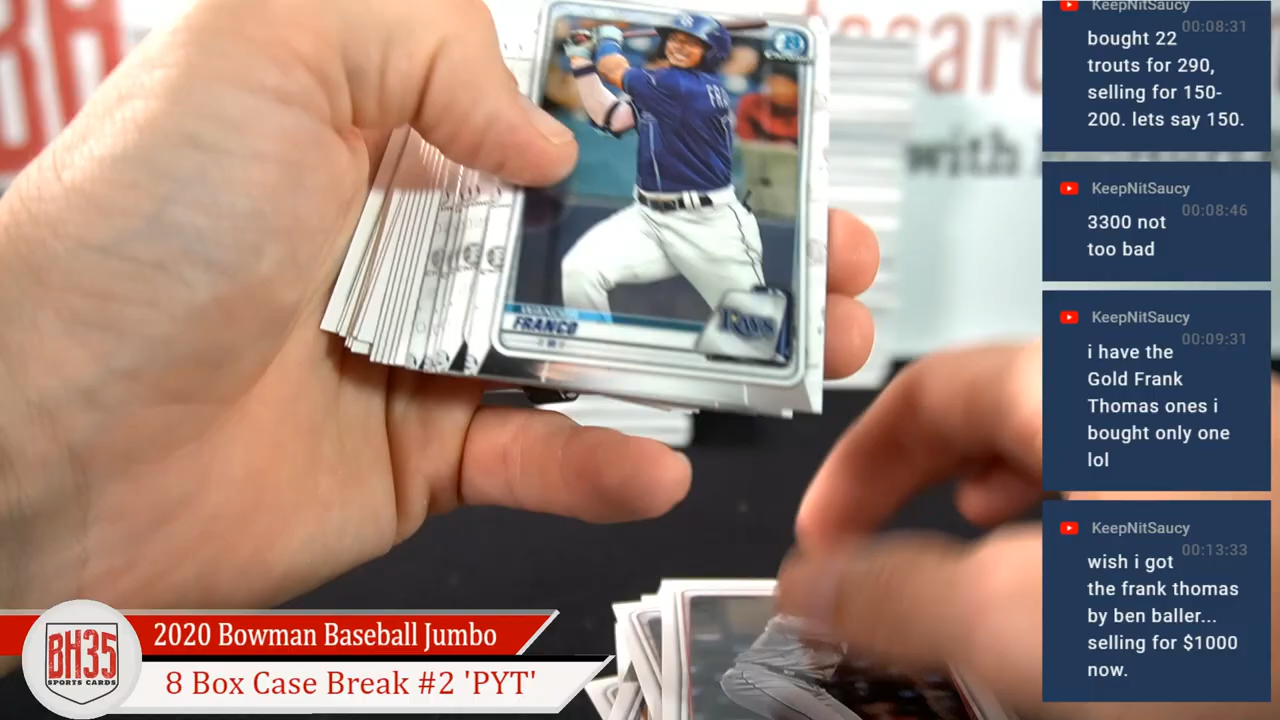 FRA
FRANCO
RAYS
with
KeepNitSaucy
00:08:31
bought 22
trouts for 290,
selling for 150-
200. lets say 150.
KeepNitSaucy
00:08:46
3300 not
too bad
KeepNitSaucy
00:09:31
i have the
Gold Frank
Thomas ones i
bought only one
lol
KeepNitSaucy
00:13:33
wish i got
the frank thomas
by ben baller...
selling for $1000
now.
BH35
SPORTS CARDS
2020 Bowman Baseball Jumbo
8 Box Case Break #2 'PYT'